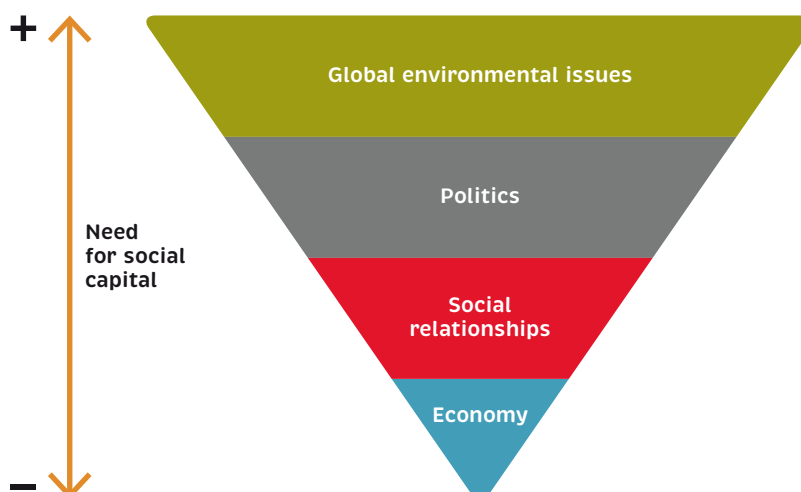 +
Global environmental issues
Politics
Need
for social
capital
Social
relationships
Economy
–